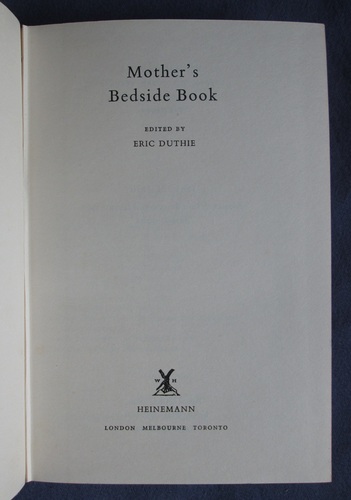 Mother's
Bedside Book
EDITED BY
ERIC DUTHIE
W H
HEINEMANN
LONDON MELBOURNE TORONTO